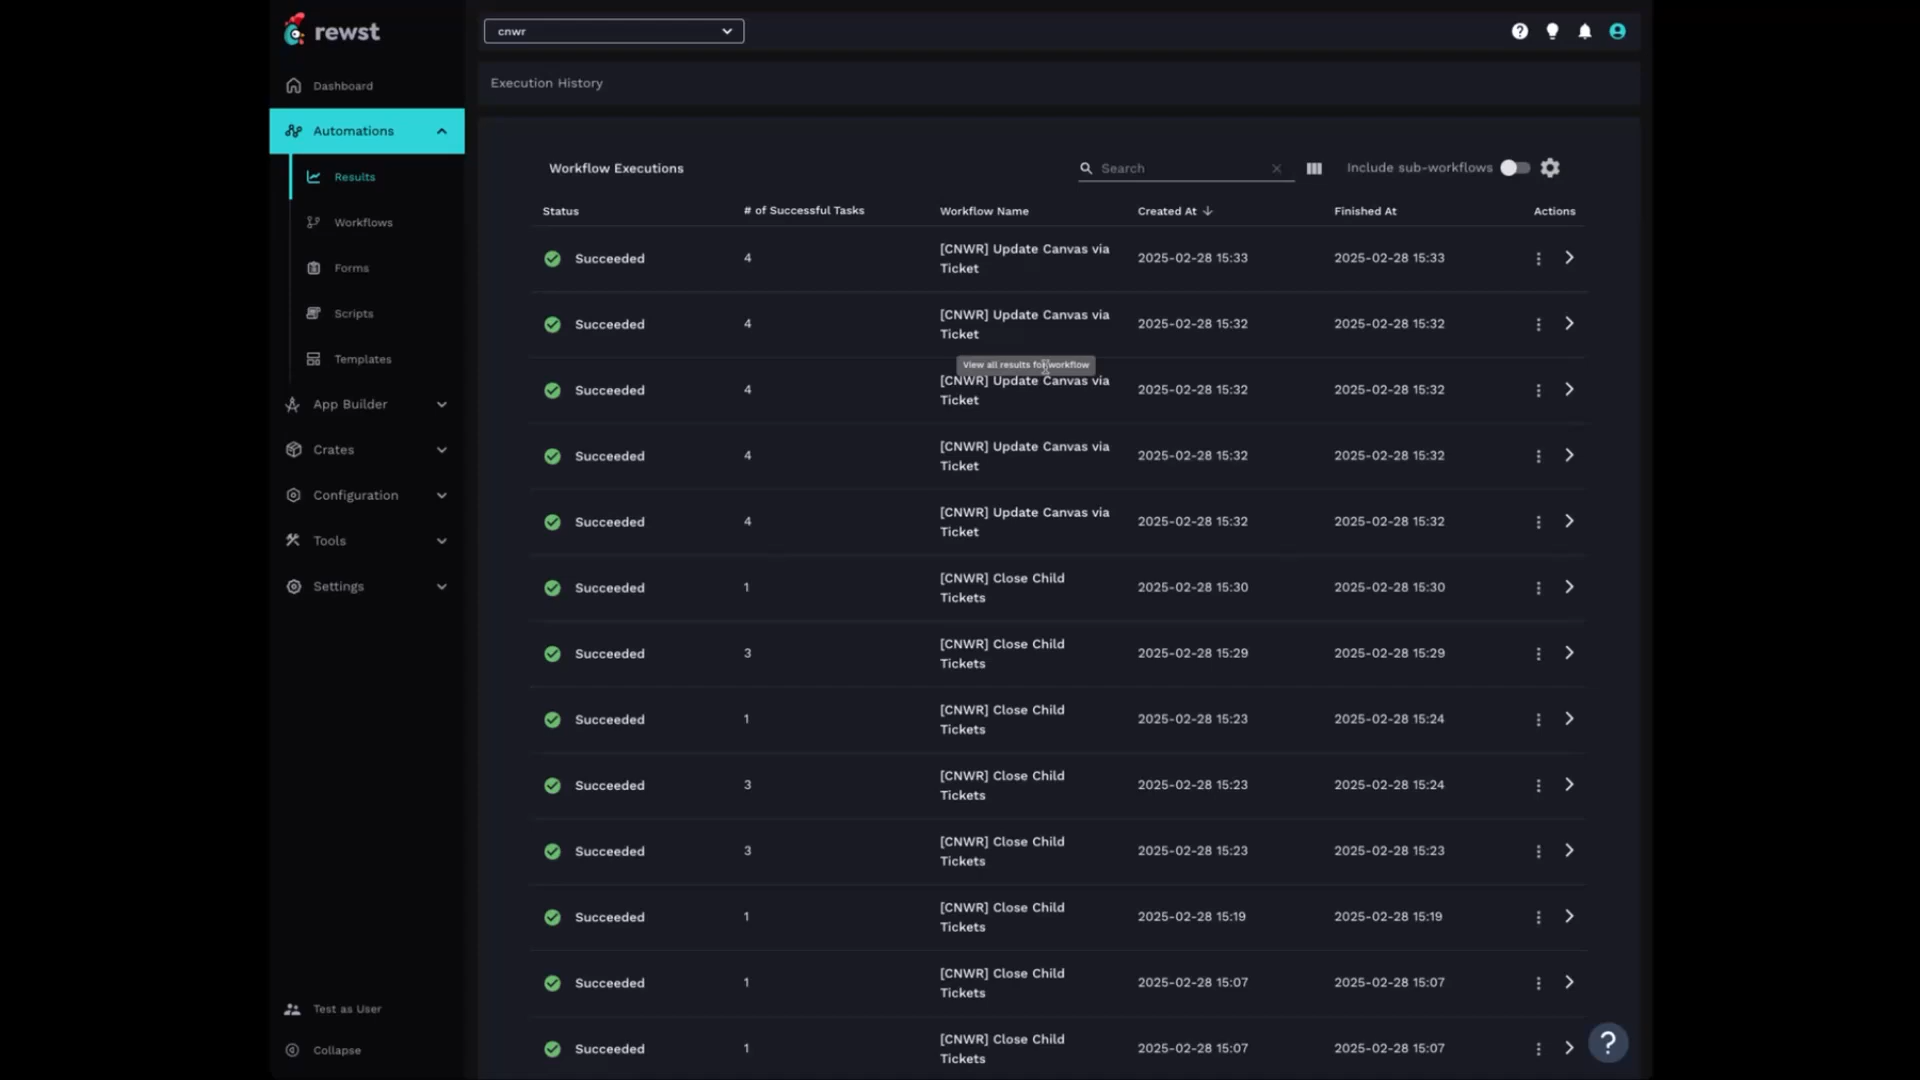 rewst
cnwr
Dashboard
Execution History
Automations
Results
Workflows
Forms
Scripts
Templates
App Builder
Crates
Configuration
Tools
Settings
Test as User
Collapse
Workflow Executions
Search
Include sub-workflows
Status # of Successful Tasks Workflow Name Created At Finished At Actions
Succeeded 4 [CNWR] Update Canvas via 2025-02-28 15:33 2025-02-28 15:33
Ticket
Succeeded 4 [CNWR] Update Canvas via 2025-02-28 15:32 2025-02-28 15:32
Ticket
View all results for workflow
Succeeded 4 [CNWR] Update Canvas via 2025-02-28 15:32 2025-02-28 15:32
Ticket
Succeeded 4 [CNWR] Update Canvas via 2025-02-28 15:32 2025-02-28 15:32
Ticket
Succeeded 4 [CNWR] Update Canvas via 2025-02-28 15:32 2025-02-28 15:32
Ticket
Succeeded 1 [CNWR] Close Child 2025-02-28 15:30 2025-02-28 15:30
Tickets
Succeeded 3 [CNWR] Close Child 2025-02-28 15:29 2025-02-28 15:29
Tickets
Succeeded 1 [CNWR] Close Child 2025-02-28 15:23 2025-02-28 15:24
Tickets
Succeeded 3 [CNWR] Close Child 2025-02-28 15:23 2025-02-28 15:24
Tickets
Succeeded 3 [CNWR] Close Child 2025-02-28 15:23 2025-02-28 15:23
Tickets
Succeeded 1 [CNWR] Close Child 2025-02-28 15:19 2025-02-28 15:19
Tickets
Succeeded 1 [CNWR] Close Child 2025-02-28 15:07 2025-02-28 15:07
Tickets
Succeeded 1 [CNWR] Close Child 2025-02-28 15:07 2025-02-28 15:07
Tickets
?